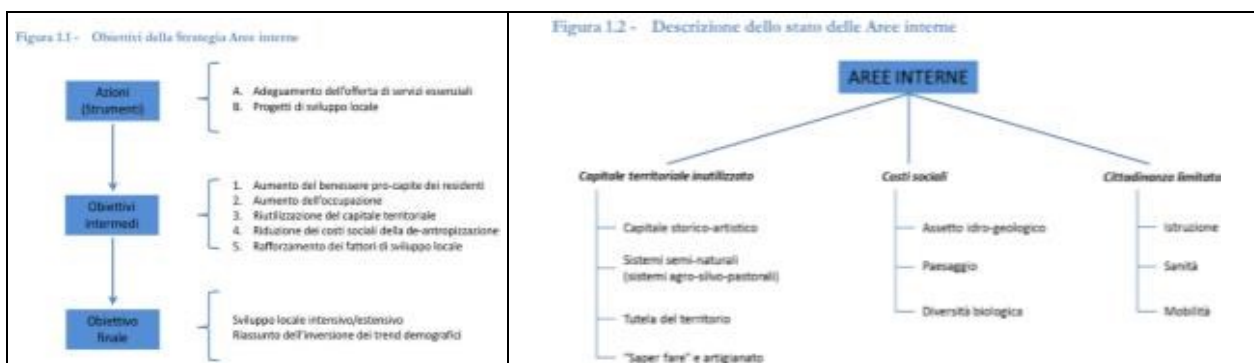 Figura 1.1 - Obiettivi della Strategia Aree interne
Azioni
(Strumenti)
A. Adeguamento dell'offerta di servizi essenziali
B. Progetti di sviluppo locale
Obiettivi
intermedi
1. Aumento del benessere pro-capite dei residenti
2. Aumento dell'occupazione
3. Riutilizzazione del capitale territoriale
4. Riduzione dei costi sociali della de-antropizzazione
5. Rafforzamento dei fattori di sviluppo locale
Obiettivo
finale
Sviluppo locale intensivo/estensivo
Riassunto dell'inversione dei trend demografici
Figura 1.2 - Descrizione dello stato delle Aree interne
AREE INTERNE
Capitale territoriale inutilizzato
Capitale storico-artistico
Sistemi semi-naturali
(sistemi agro-silvo-pastorali)
Tutela del territorio
"Saper fare" e artigianato
Costi sociali
Assetto idro-geologico
Paesaggio
Diversità biologica
Cittadinanza limitata
Istruzione
Sanità
Mobilità